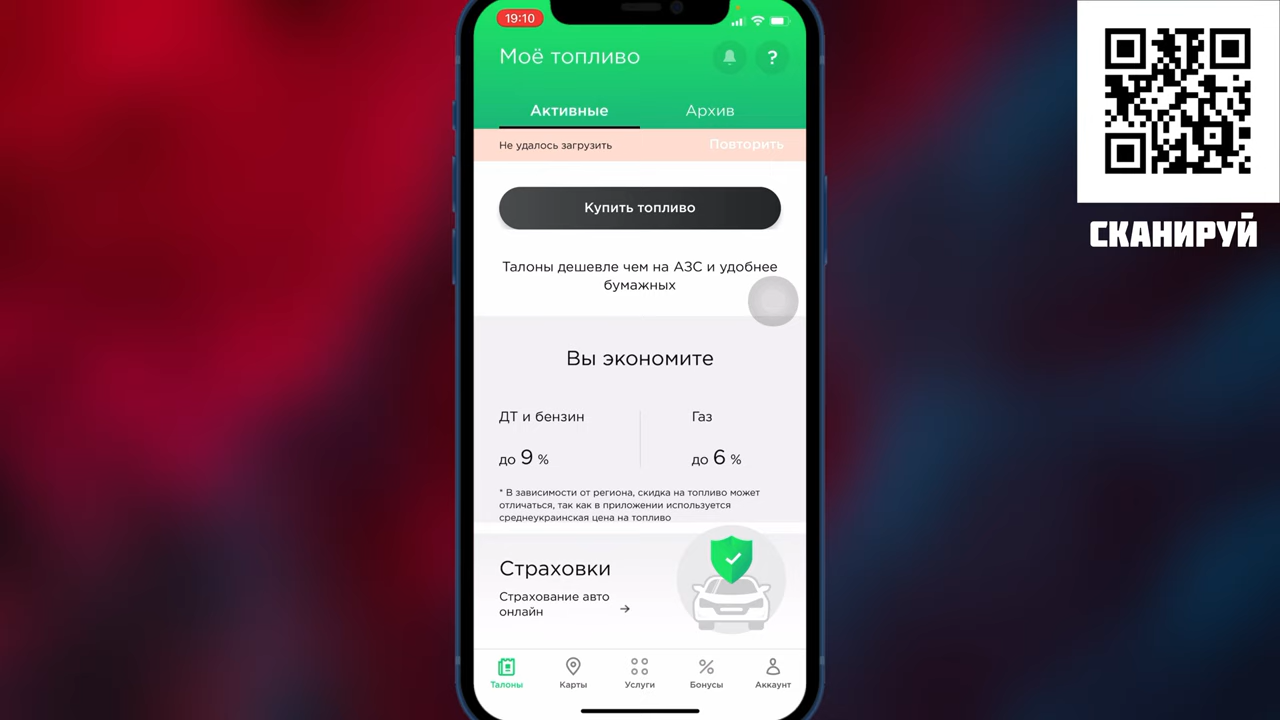 19:10
Моё топливо
?
Активные
Архив
Не удалось загрузить
Повторить
Купить топливо
Талоны дешевле чем на АЗС и удобнее
бумажных
Вы экономите
ДТ и бензин
Газ
до 9 %
до 6 %
* В зависимости от региона, скидка на топливо может
отличаться, так как в приложении используется
среднеукраинская цена на топливо
Страховки
Страхование авто
онлайн
Талоны
Карты
Услуги
Бонусы
Аккаунт
СКАНИРУЙ